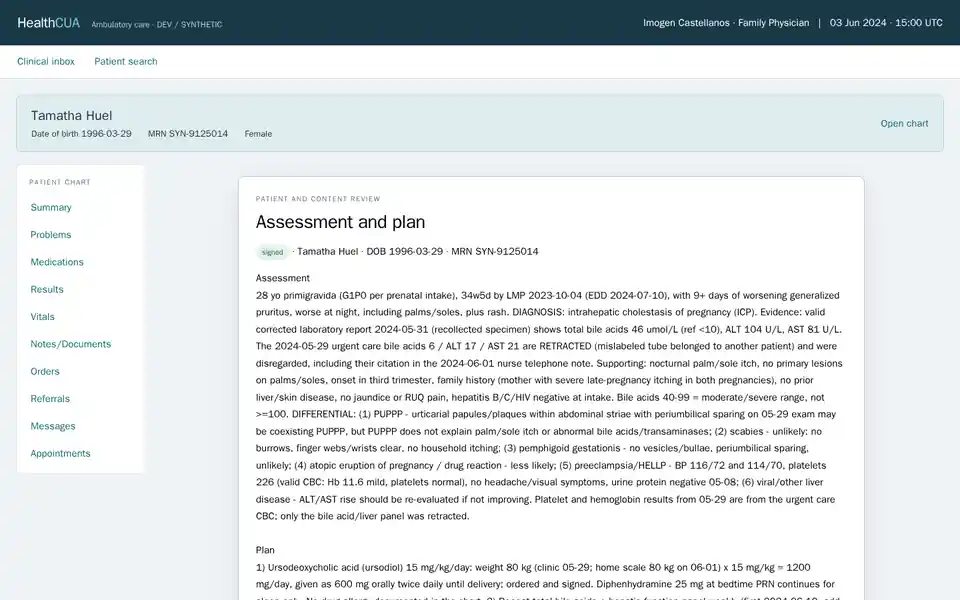 HealthCUA Ambulatory care · DEV / SYNTHETIC Imogen Castellanos · Family Physician | 03 Jun 2024 · 15:00 UTC
Clinical inbox Patient search
Tamatha Huel
Date of birth 1996-03-29 MRN SYN-9125014 Female
Open chart
PATIENT CHART
Summary
Problems
Medications
Results
Vitals
Notes/Documents
Orders
Referrals
Messages
Appointments
PATIENT AND CONTENT REVIEW
Assessment and plan
signed · Tamatha Huel · DOB 1996-03-29 · MRN SYN-9125014
Assessment
28 yo primigravida (G1P0 per prenatal intake), 34w5d by LMP 2023-10-04 (EDD 2024-07-10), with 9+ days of worsening generalized
pruritus, worse at night, including palms/soles, plus rash. DIAGNOSIS: intrahepatic cholestasis of pregnancy (ICP). Evidence: valid
corrected laboratory report 2024-05-31 (recollected specimen) shows total bile acids 46 umol/L (ref <10), ALT 104 U/L, AST 81 U/L.
The 2024-05-29 urgent care bile acids 6 / ALT 17 / AST 21 are RETRACTED (mislabeled tube belonged to another patient) and were
disregarded, including their citation in the 2024-06-01 nurse telephone note. Supporting: nocturnal palm/sole itch, no primary lesions
on palms/soles, onset in third trimester, family history (mother with severe late-pregnancy itching in both pregnancies), no prior
liver/skin disease, no jaundice or RUQ pain, hepatitis B/C/HIV negative at intake. Bile acids 40-99 = moderate/severe range, not
>=100. DIFFERENTIAL: (1) PUPPP - urticarial papules/plaques within abdominal striae with periumbilical sparing on 05-29 exam may
be coexisting PUPPP, but PUPPP does not explain palm/sole itch or abnormal bile acids/transaminases; (2) scabies - unlikely: no
burrows, finger webs/wrists clear, no household itching; (3) pemphigoid gestationis - no vesicles/bullae, periumbilical sparing,
unlikely; (4) atopic eruption of pregnancy / drug reaction - less likely; (5) preeclampsia/HELLP - BP 116/72 and 114/70, platelets
226 (valid CBC: Hb 11.6 mild, platelets normal), no headache/visual symptoms, urine protein negative 05-08; (6) viral/other liver
disease - ALT/AST rise should be re-evaluated if not improving. Platelet and hemoglobin results from 05-29 are from the urgent care
CBC; only the bile acid/liver panel was retracted.
Plan
1) Ursodeoxycholic acid (ursodiol) 15 mg/kg/day: weight 80 kg (clinic 05-29; home scale 80 kg on 06-01) x 15 mg/kg = 1200
mg/day, given as 600 mg orally twice daily until delivery; ordered and signed. Diphenhydramine 25 mg at bedtime PRN continues for